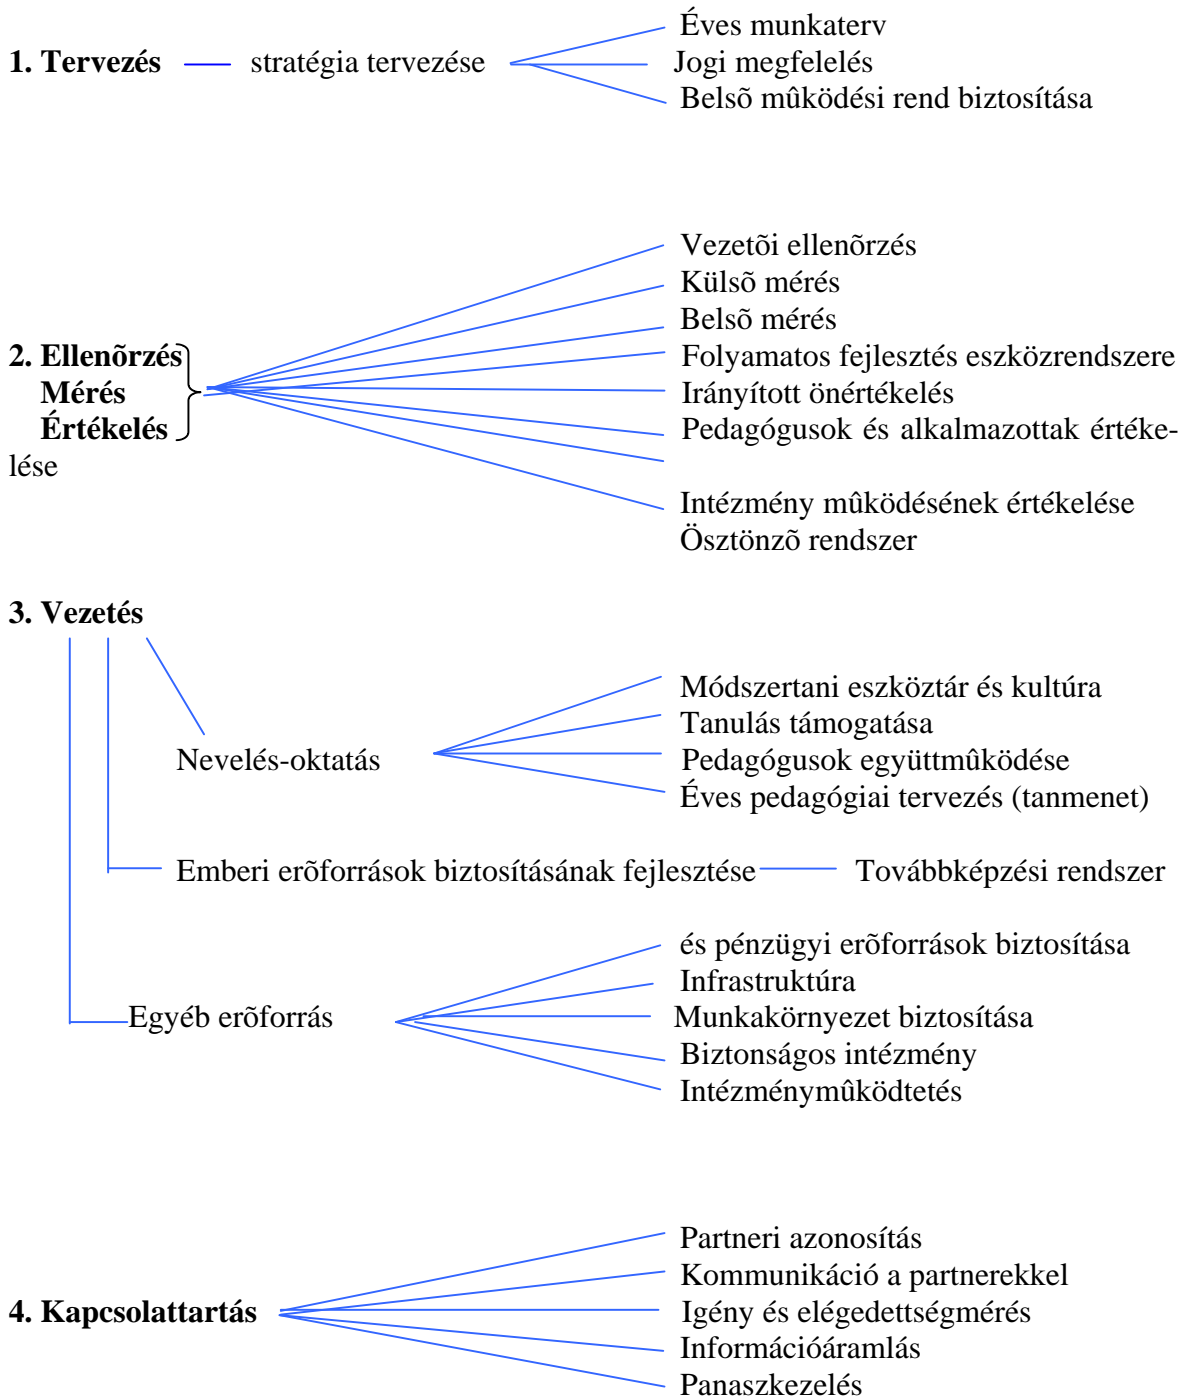 Éves munkaterv
1. Tervezés stratégia tervezése Jogi megfelelés
Belsõ mûködési rend biztosítása
Vezetõi ellenõrzés
Külsõ mérés
Belsõ mérés
2. Ellenõrzés Folyamatos fejlesztés eszközrendszere
Mérés Irányított önértékelés
Értékelés Pedagógusok és alkalmazottak értéke-
lése
Intézmény mûködésének értékelése
Ösztönzõ rendszer
3. Vezetés
Módszertani eszköztár és kultúra
Tanulás támogatása
Nevelés-oktatás Pedagógusok együttmûködése
Éves pedagógiai tervezés (tanmenet)
Emberi erõforrások biztosításának fejlesztése Továbbképzési rendszer
és pénzügyi erõforrások biztosítása
Infrastruktúra
Egyéb erõforrás Munkakörnyezet biztosítása
Biztonságos intézmény
Intézménymûködtetés
Partneri azonosítás
Kommunikáció a partnerekkel
4. Kapcsolattartás Igény és elégedettségmérés
Információáramlás
Panaszkezelés